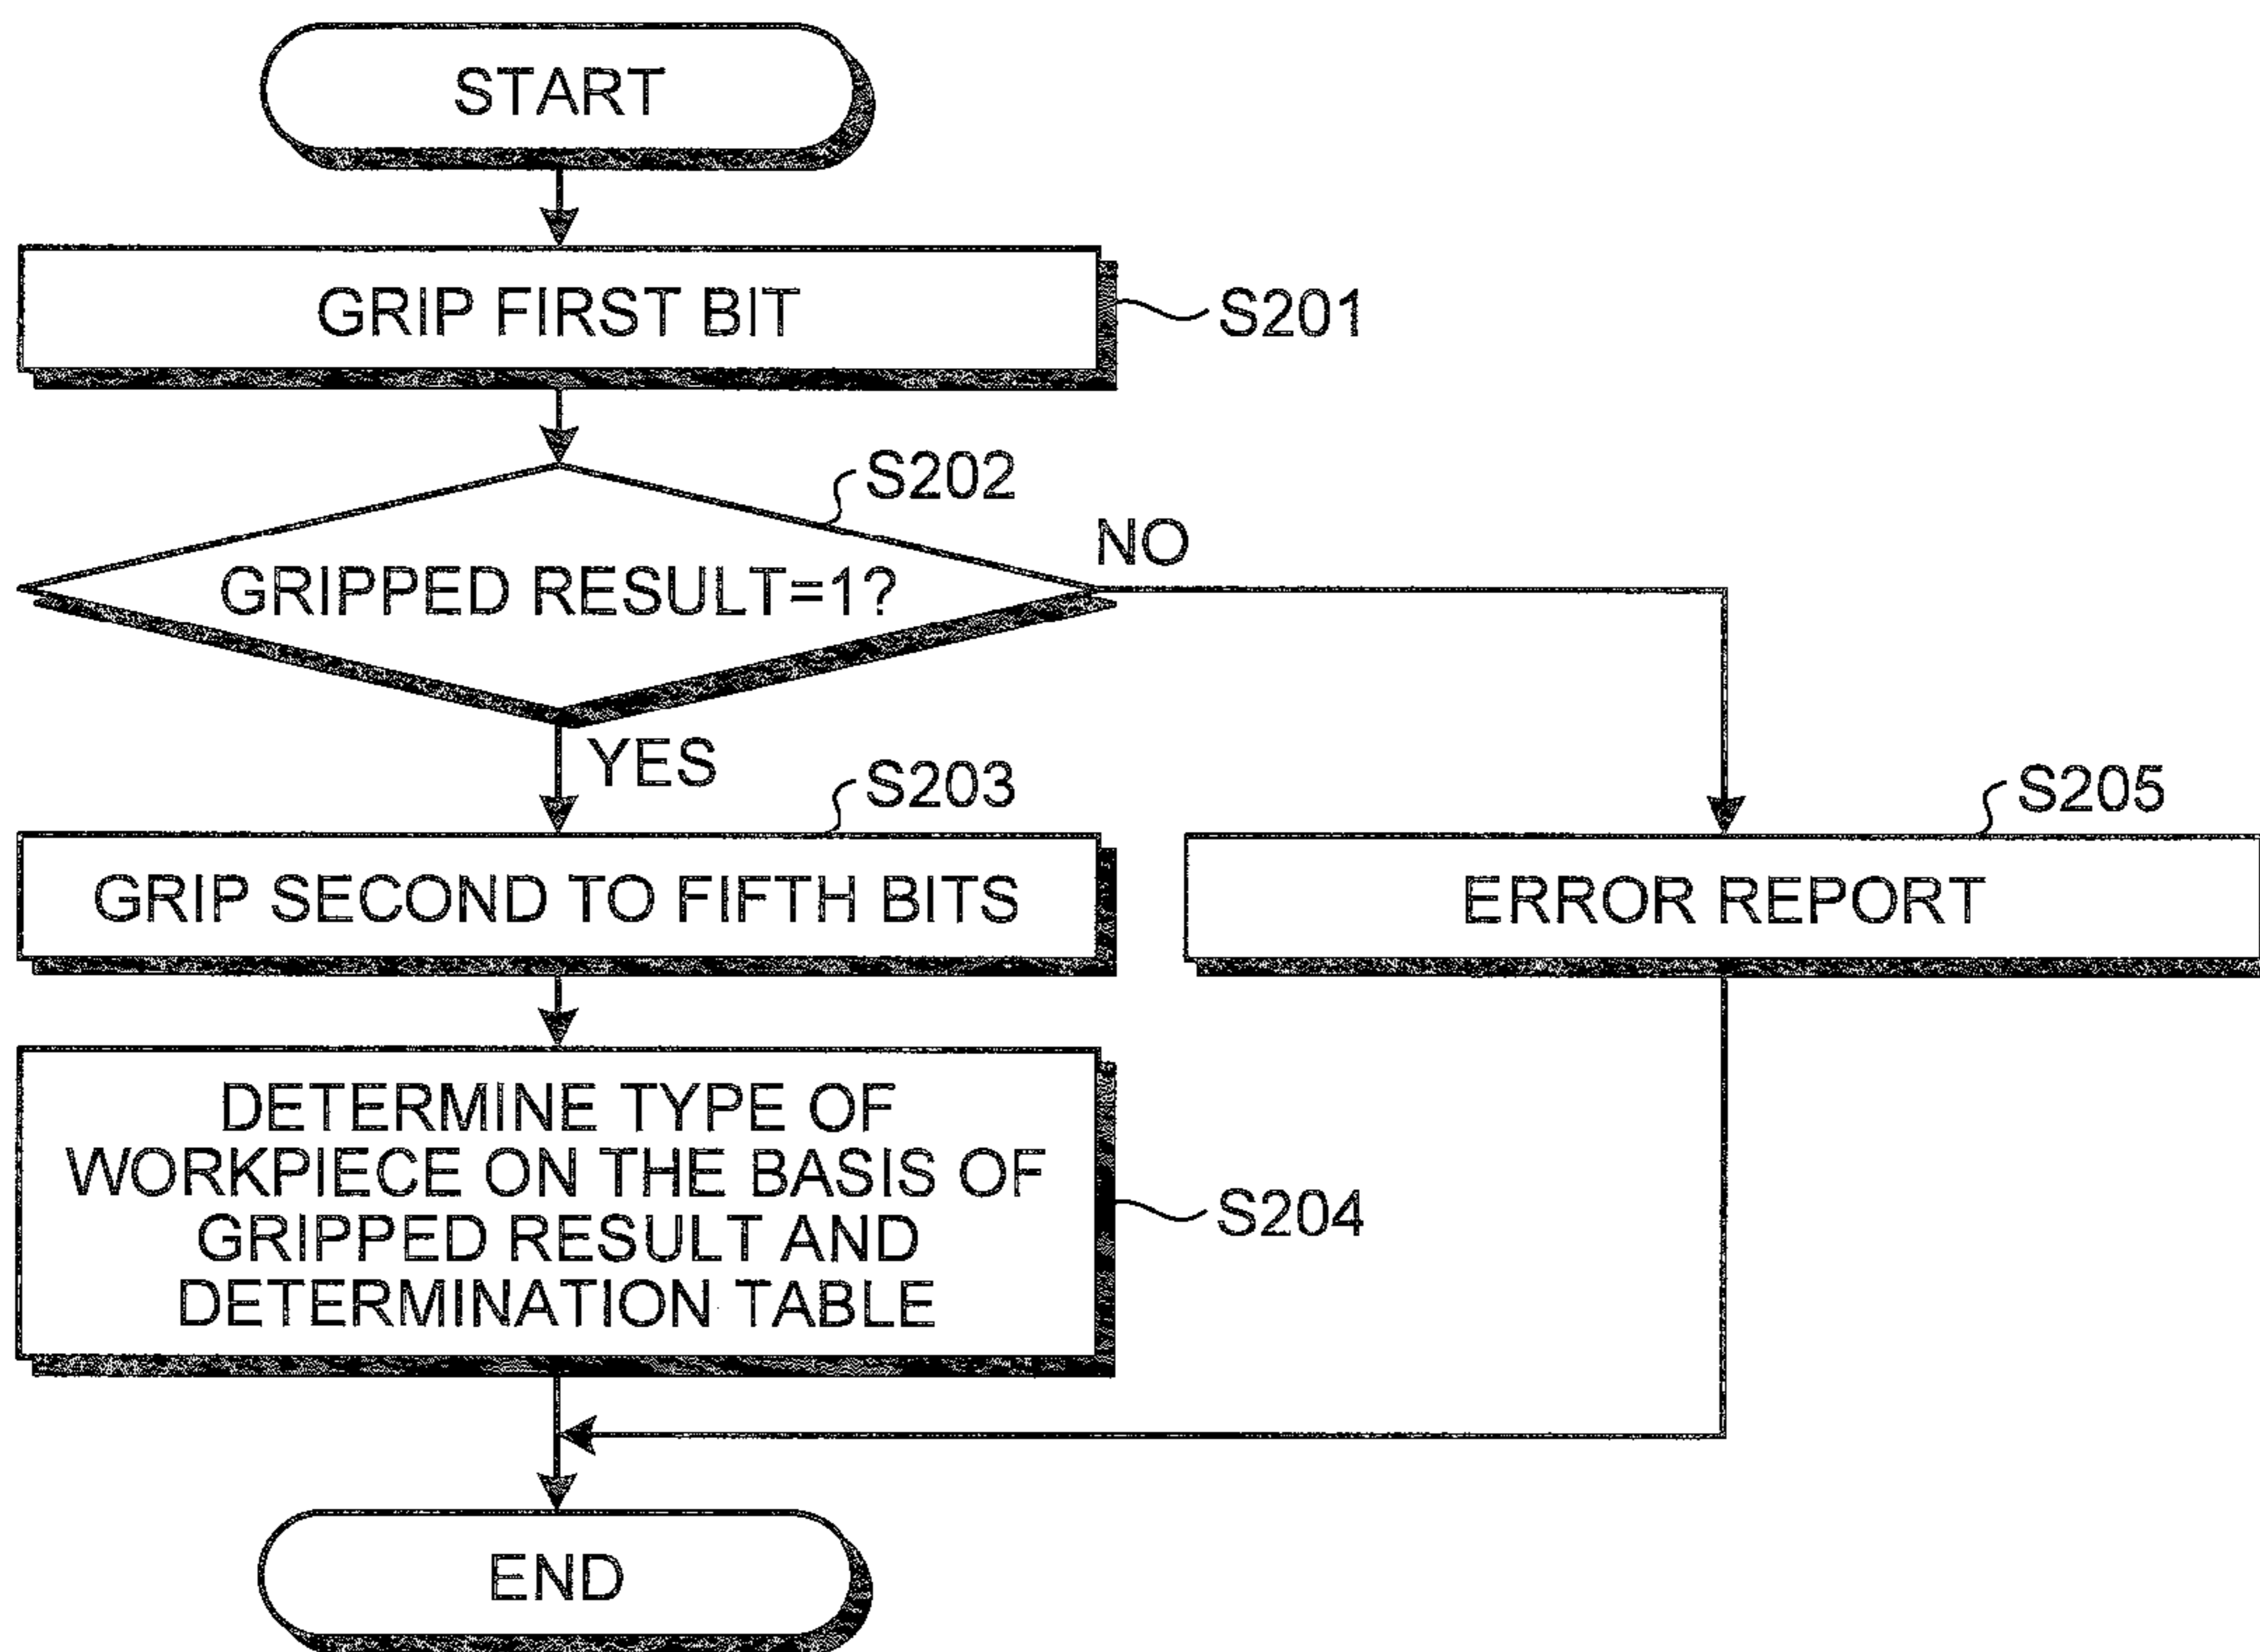 START
GRIP FIRST BIT
S201
S202
GRIPPED RESULT=1?
NO
YES
S203
GRIP SECOND TO FIFTH BITS
S205
ERROR REPORT
DETERMINE TYPE OF
WORKPIECE ON THE BASIS OF
GRIPPED RESULT AND
DETERMINATION TABLE
S204
END